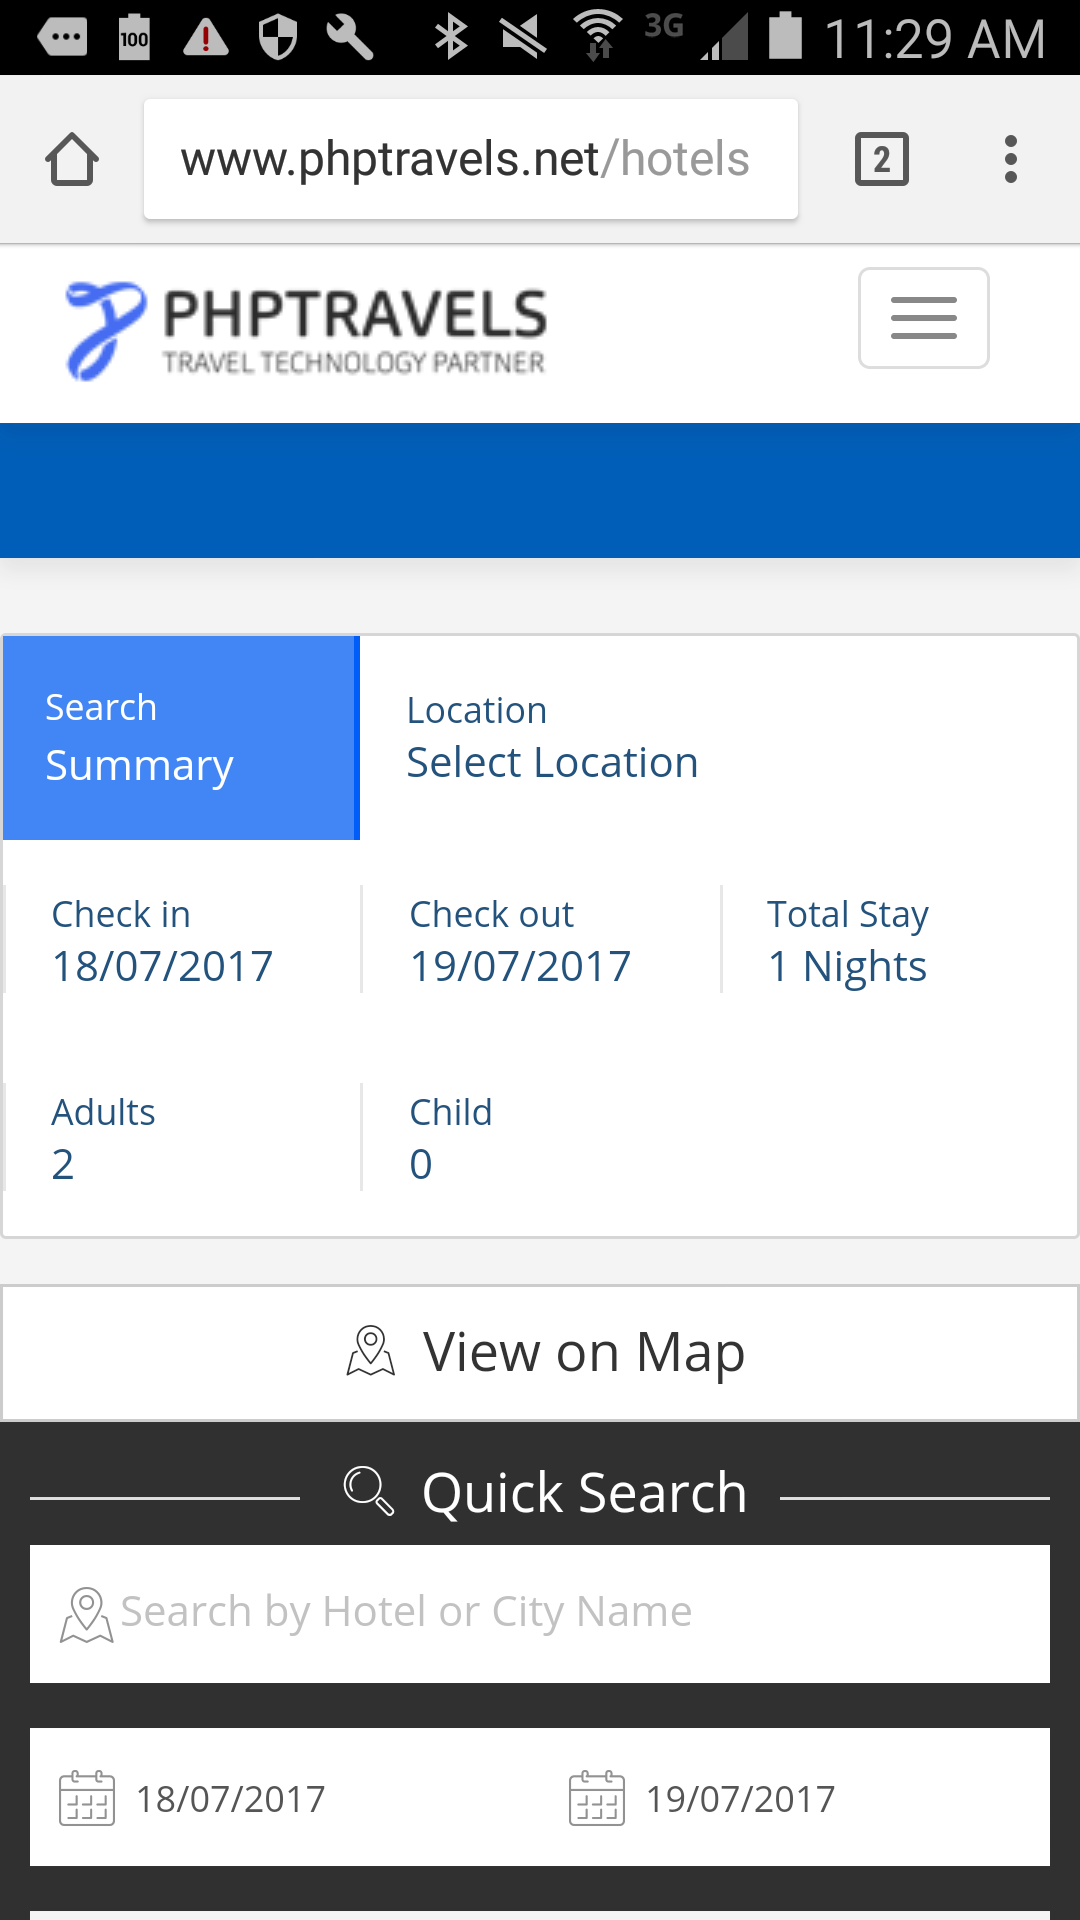 100 3G 11:29 AM
www.phptravels.net/hotels 2
PHPTRAVELS
TRAVEL TECHNOLOGY PARTNER
Search
Summary
Location
Select Location
Check in Check out Total Stay
18/07/2017 19/07/2017 1 Nights
Adults Child
2 0
View on Map
Quick Search
Search by Hotel or City Name
18/07/2017 19/07/2017